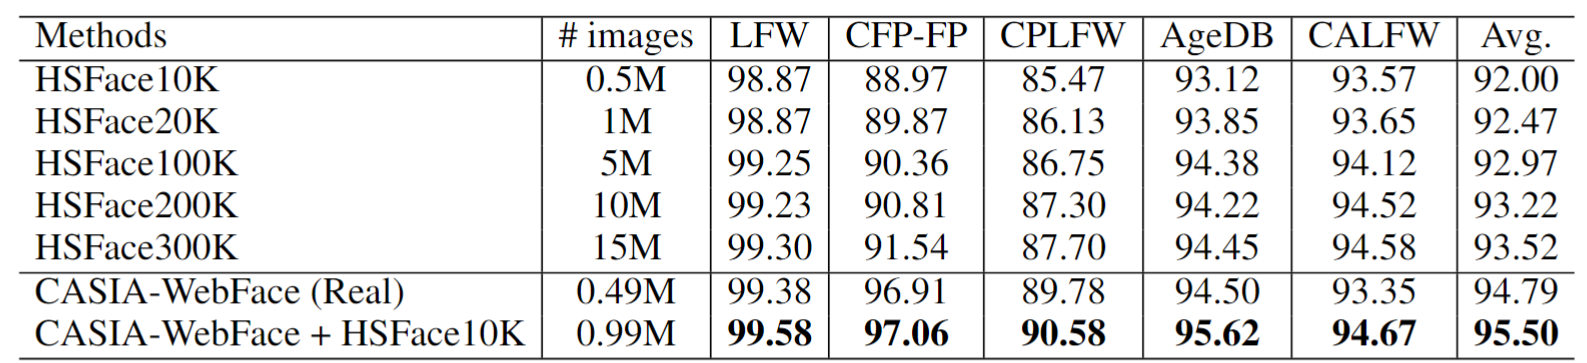 Methods # images LFW CFP-FP CPLFW AgeDB CALFW Avg.
HSFace10K 0.5M 98.87 88.97 85.47 93.12 93.57 92.00
HSFace20K 1M 98.87 89.87 86.13 93.85 93.65 92.47
HSFace100K 5M 99.25 90.36 86.75 94.38 94.12 92.97
HSFace200K 10M 99.23 90.81 87.30 94.22 94.52 93.22
HSFace300K 15M 99.30 91.54 87.70 94.45 94.58 93.52
CASIA-WebFace (Real) 0.49M 99.38 96.91 89.78 94.50 93.35 94.79
CASIA-WebFace + HSFace10K 0.99M 99.58 97.06 90.58 95.62 94.67 95.50